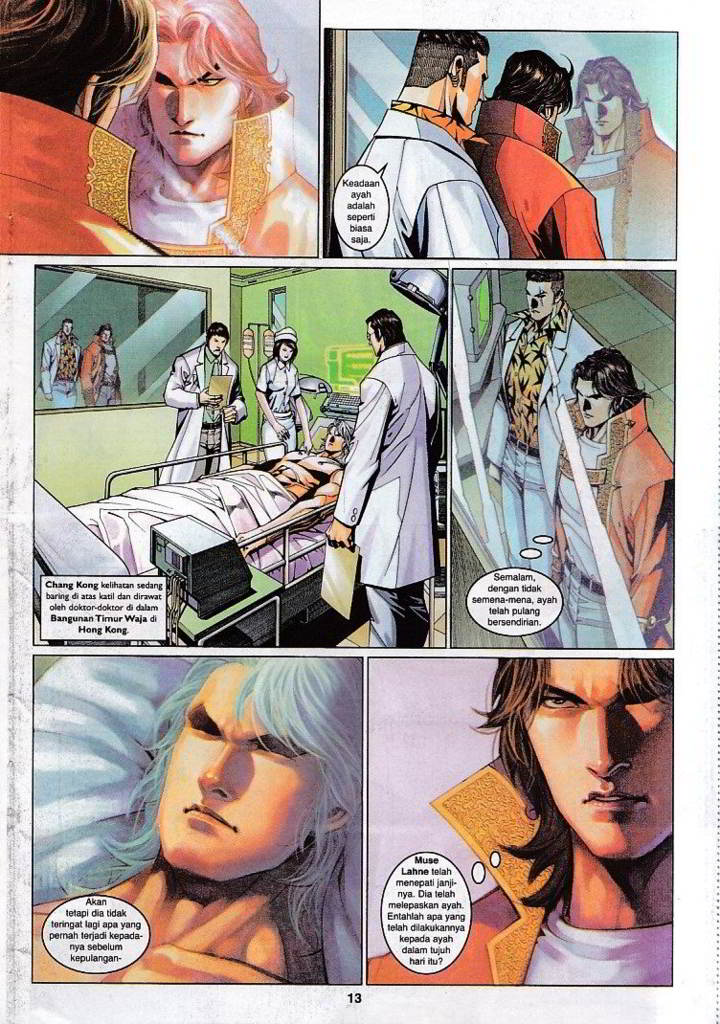 Keadaan
ayah
adalah
seperti
biasa
saja.
Chang Kong kelihatan sedang
baring di atas katil dan dirawat
oleh doktor-doktor di dalam
Bangunan Timur Waja di
Hong Kong.
Semalam,
dengan tidak
semena-mena, ayah
telah pulang
bersendirian.
Akan
tetapi dia tidak
teringat lagi apa yang
pernah terjadi kepada-
nya sebelum
kepulangan-
Muse
Lahne telah
menepati janji-
nya. Dia telah
melepaskan ayah.
Entahlah apa yang
telah dilakukannya
kepada ayah
dalam tujuh
hari itu?
13